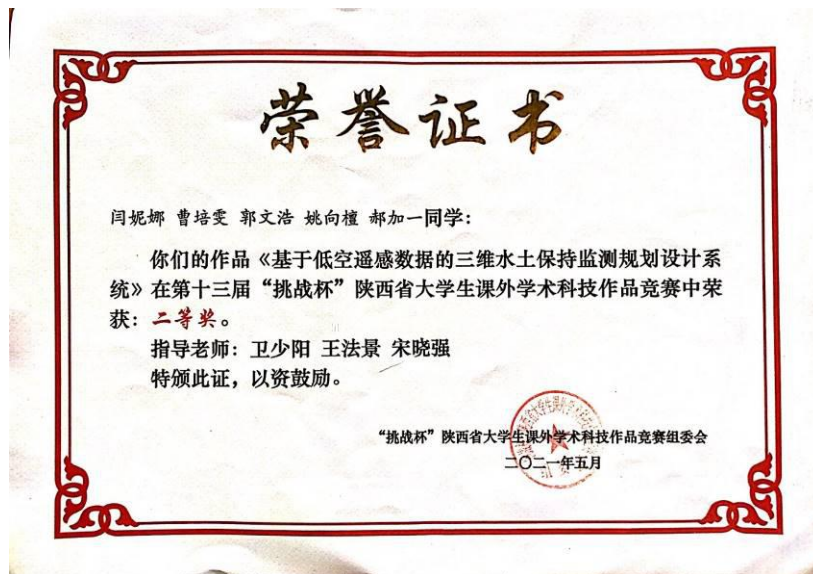 荣誉证书
闫妮娜 曹培雯 郭文浩 姚向檀 郝加一同学：
你们的作品《基于低空遥感数据的三维水土保持监测规划设计系
统》在第十三届“挑战杯”陕西省大学生课外学术科技作品竞赛中荣
获：二等奖。
指导老师：卫少阳 王法景 宋晓强
特颁此证，以资鼓励。
“挑战杯”陕西省大学生课外学术科技作品竞赛组委会
二〇二一年五月